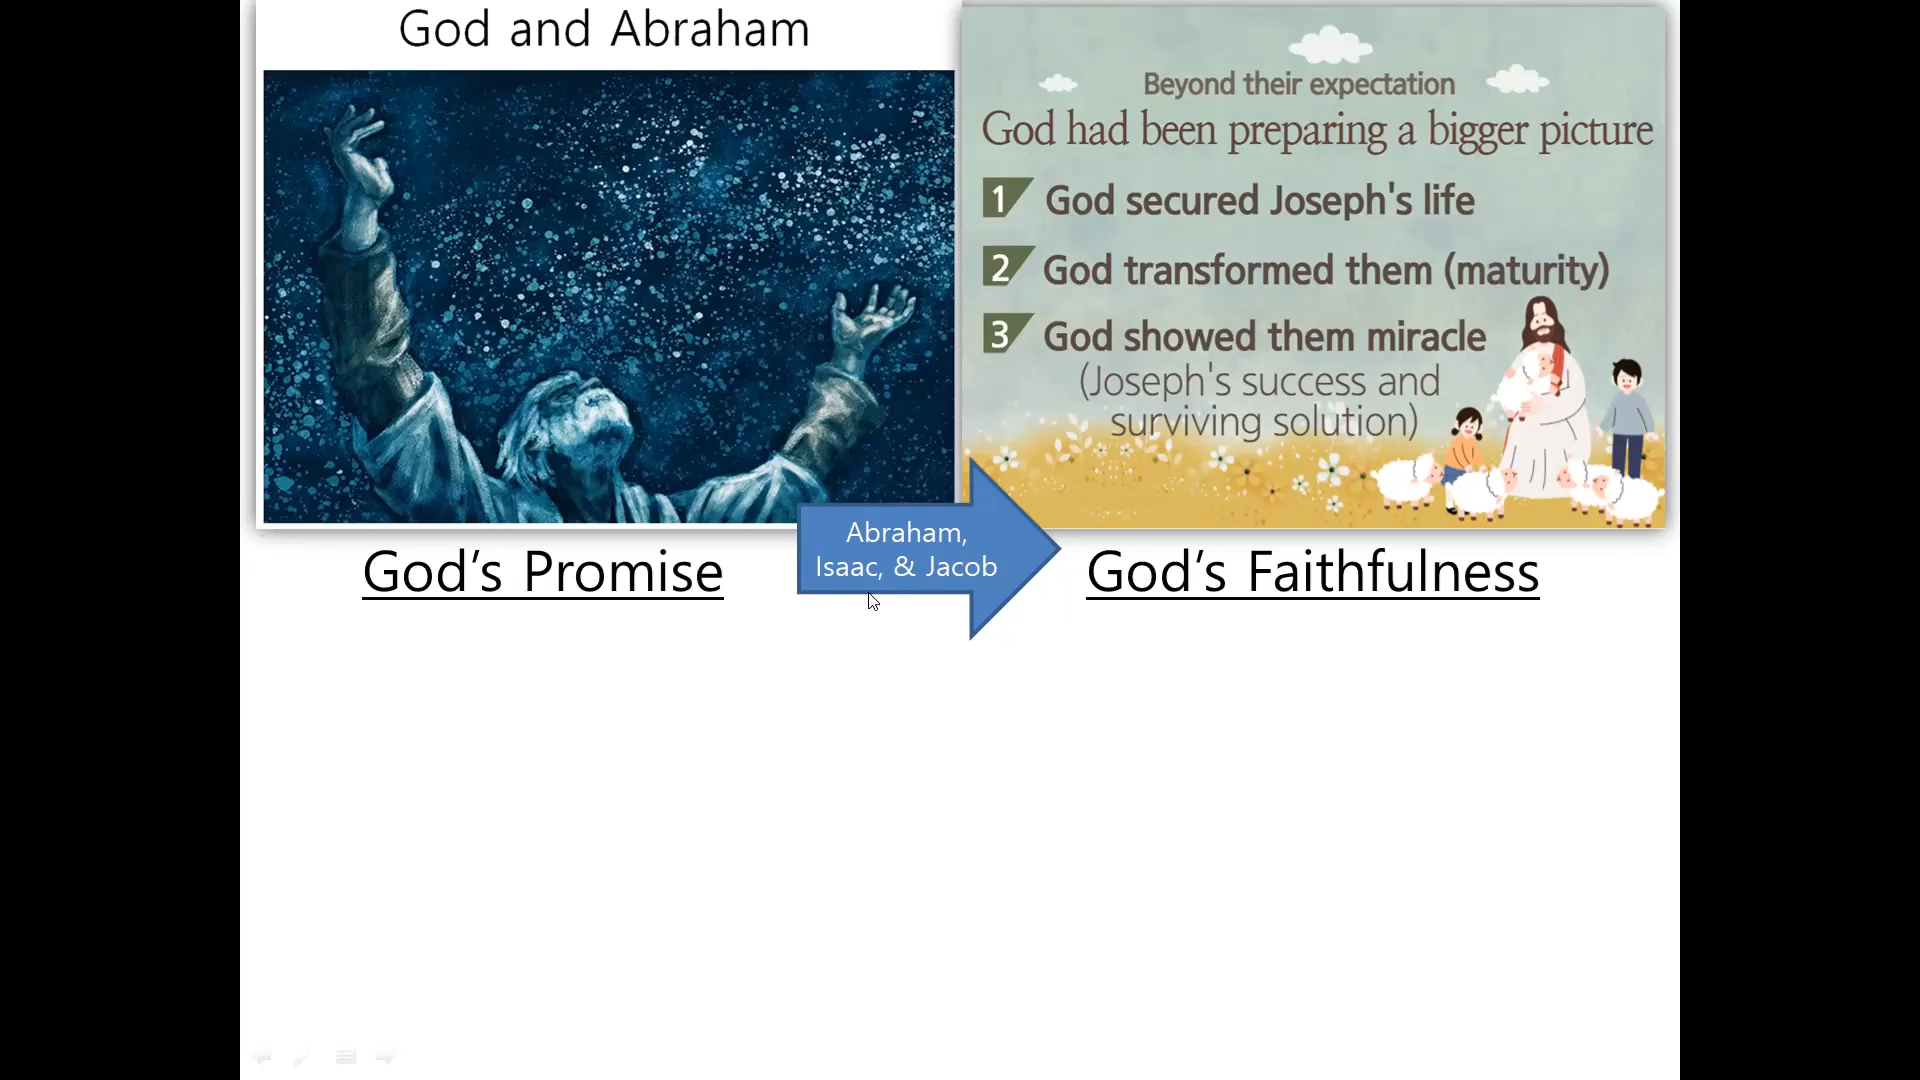 God and Abraham
Beyond their expectation
God had been preparing a bigger picture
1 God secured Joseph's life
2 God transformed them (maturity)
3 God showed them miracle
(Joseph's success and
surviving solution)
Abraham,
Isaac, & Jacob
God’s Promise
God’s Faithfulness